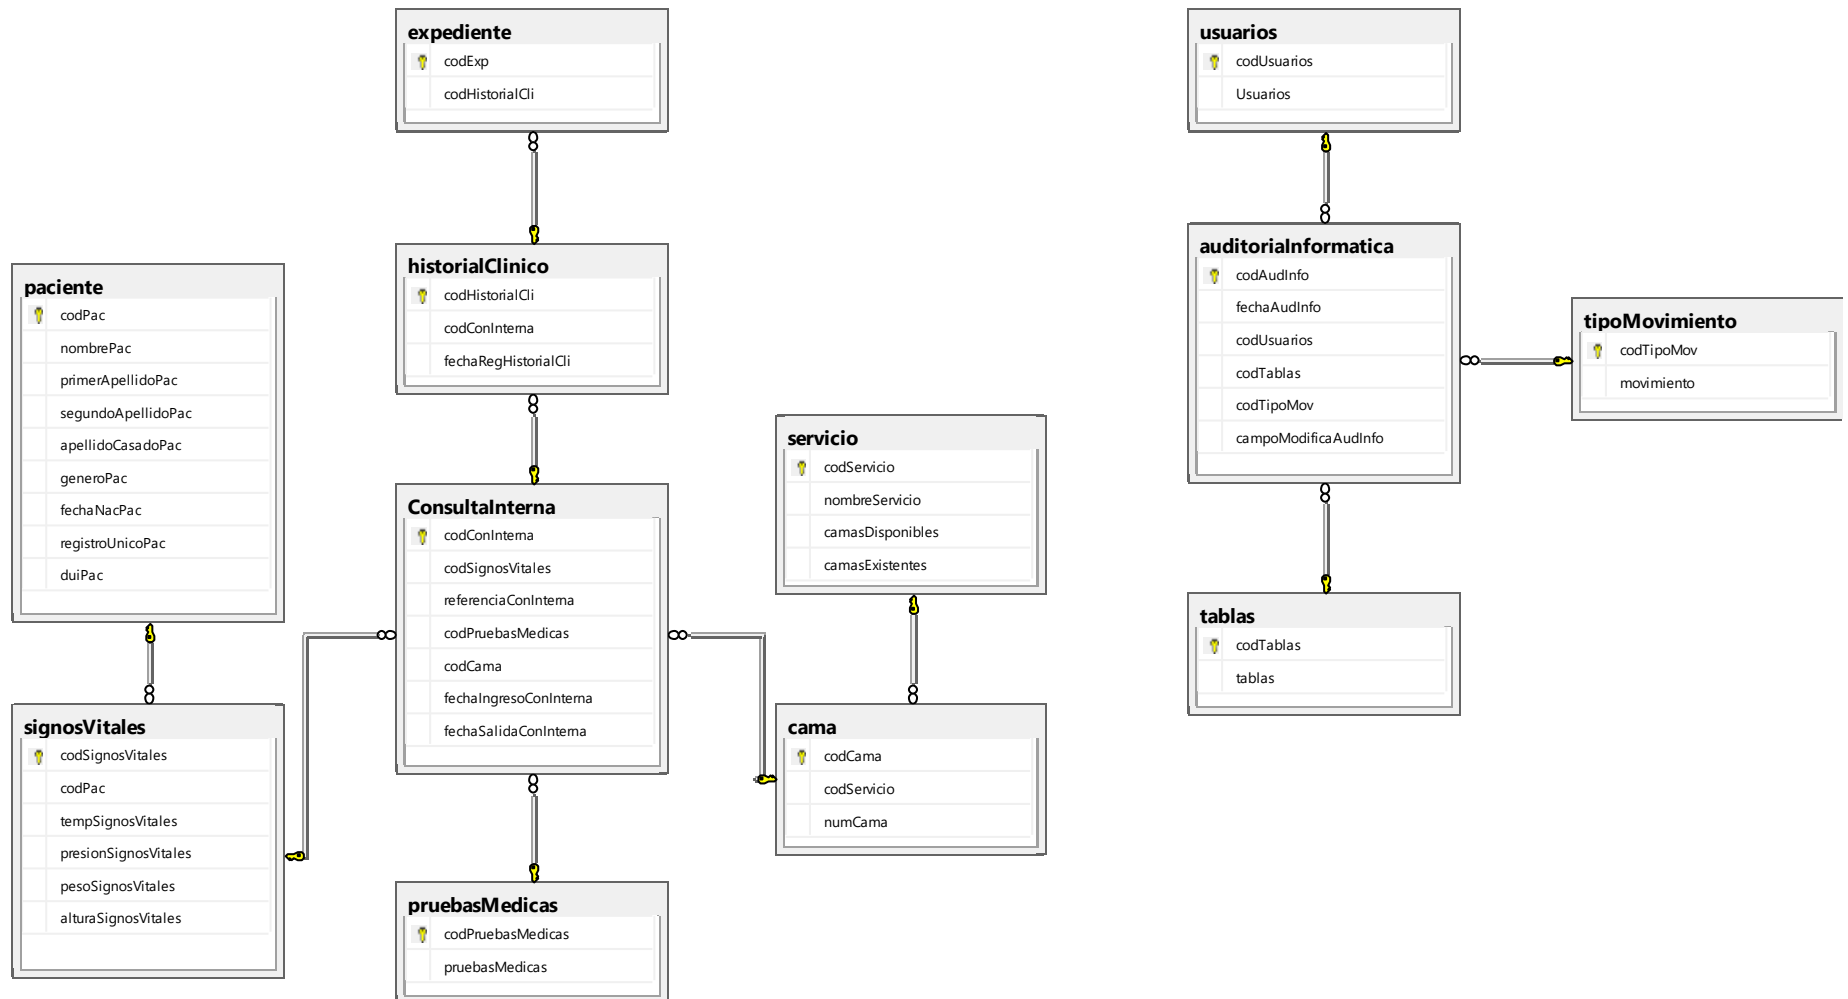 expediente
codExp
codHistorialCli
usuarios
codUsuarios
Usuarios
historialClinico
codHistorialCli
codConInterna
fechaRegHistorialCli
auditoriaInformatica
codAudInfo
fechaAudInfo
codUsuarios
codTablas
codTipoMov
campoModificaAudInfo
paciente
codPac
nombrePac
primerApellidoPac
segundoApellidoPac
apellidoCasadoPac
generoPac
fechaNacPac
registroUnicoPac
duiPac
tipoMovimiento
codTipoMov
movimiento
servicio
codServicio
nombreServicio
camasDisponibles
camasExistentes
ConsultaInterna
codConInterna
codSignosVitales
referenciaConInterna
codPruebasMedicas
codCama
fechaIngresoConInterna
fechaSalidaConInterna
tablas
codTablas
tablas
signosVitales
codSignosVitales
codPac
tempSignosVitales
presionSignosVitales
pesoSignosVitales
alturaSignosVitales
cama
codCama
codServicio
numCama
pruebasMedicas
codPruebasMedicas
pruebasMedicas